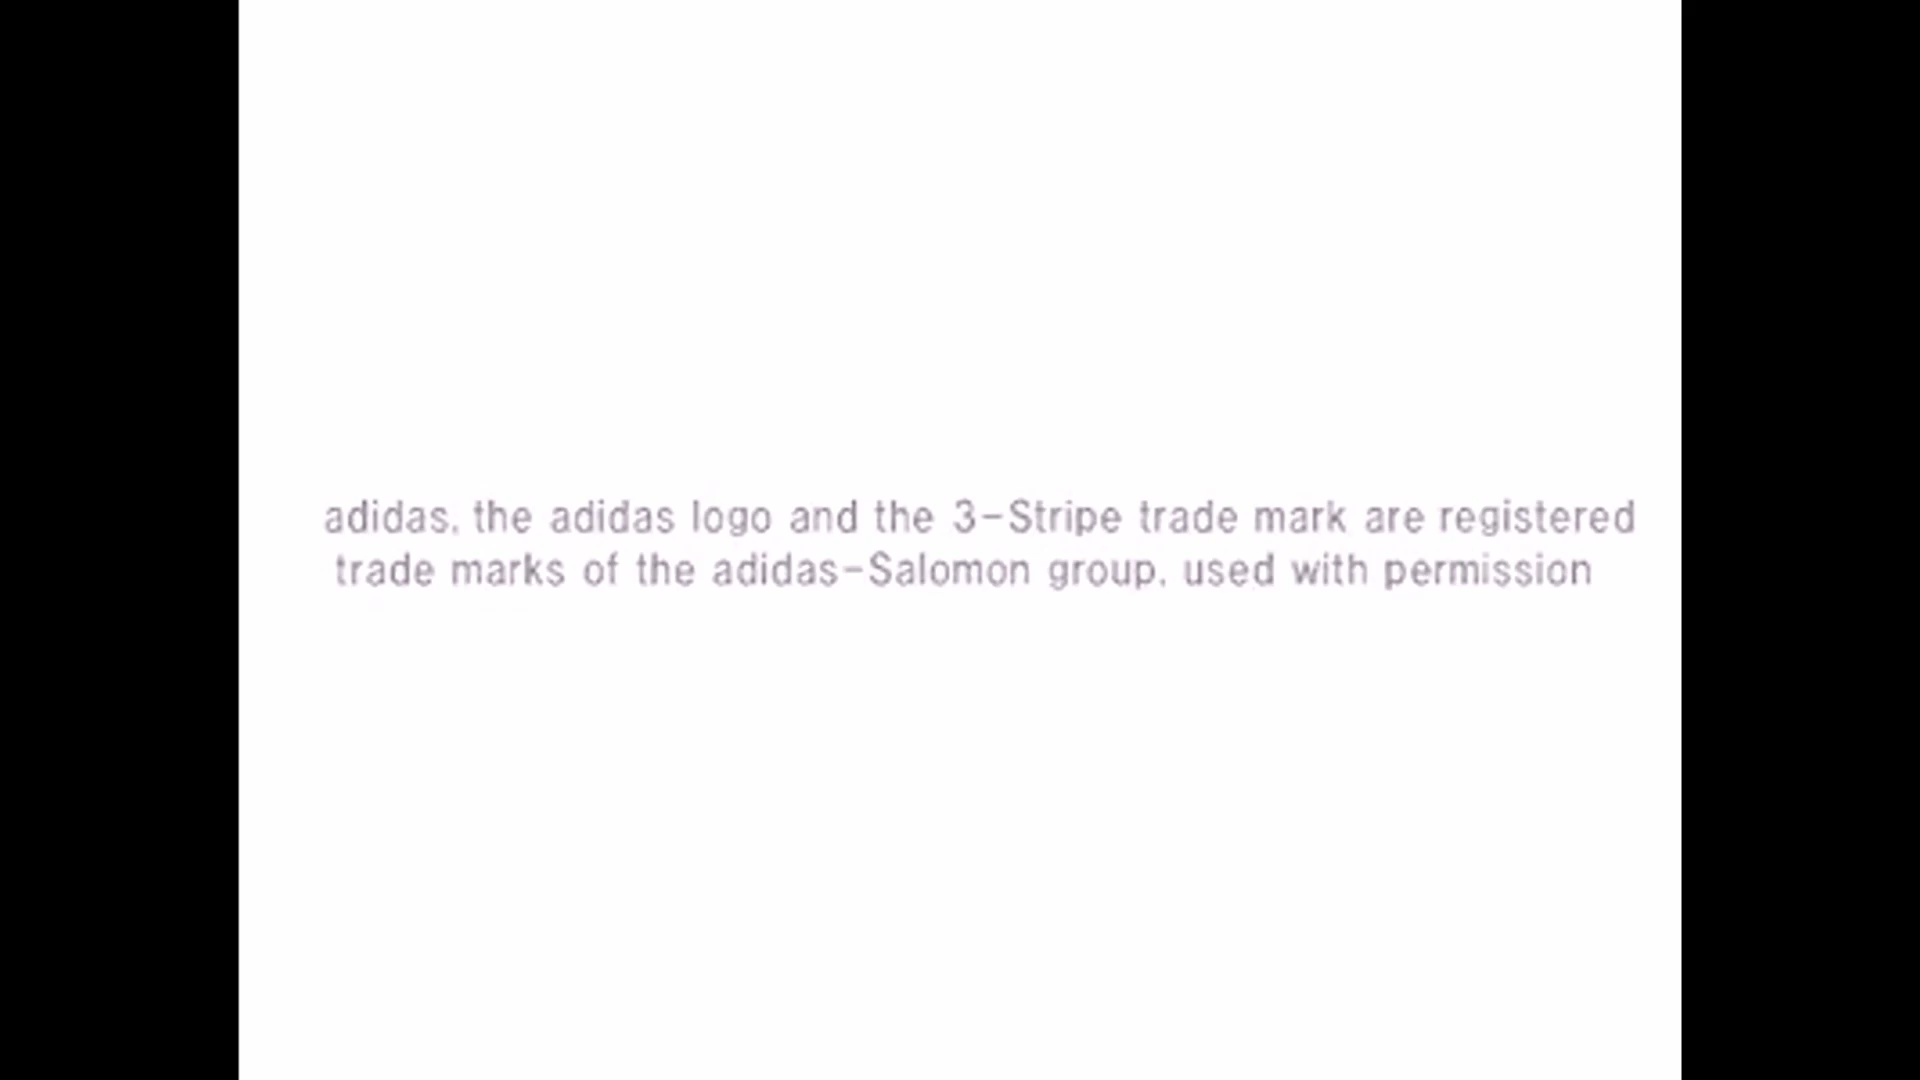 adidas, the adidas logo and the 3-Stripe trade mark are registered
trade marks of the adidas-Salomon group, used with permission